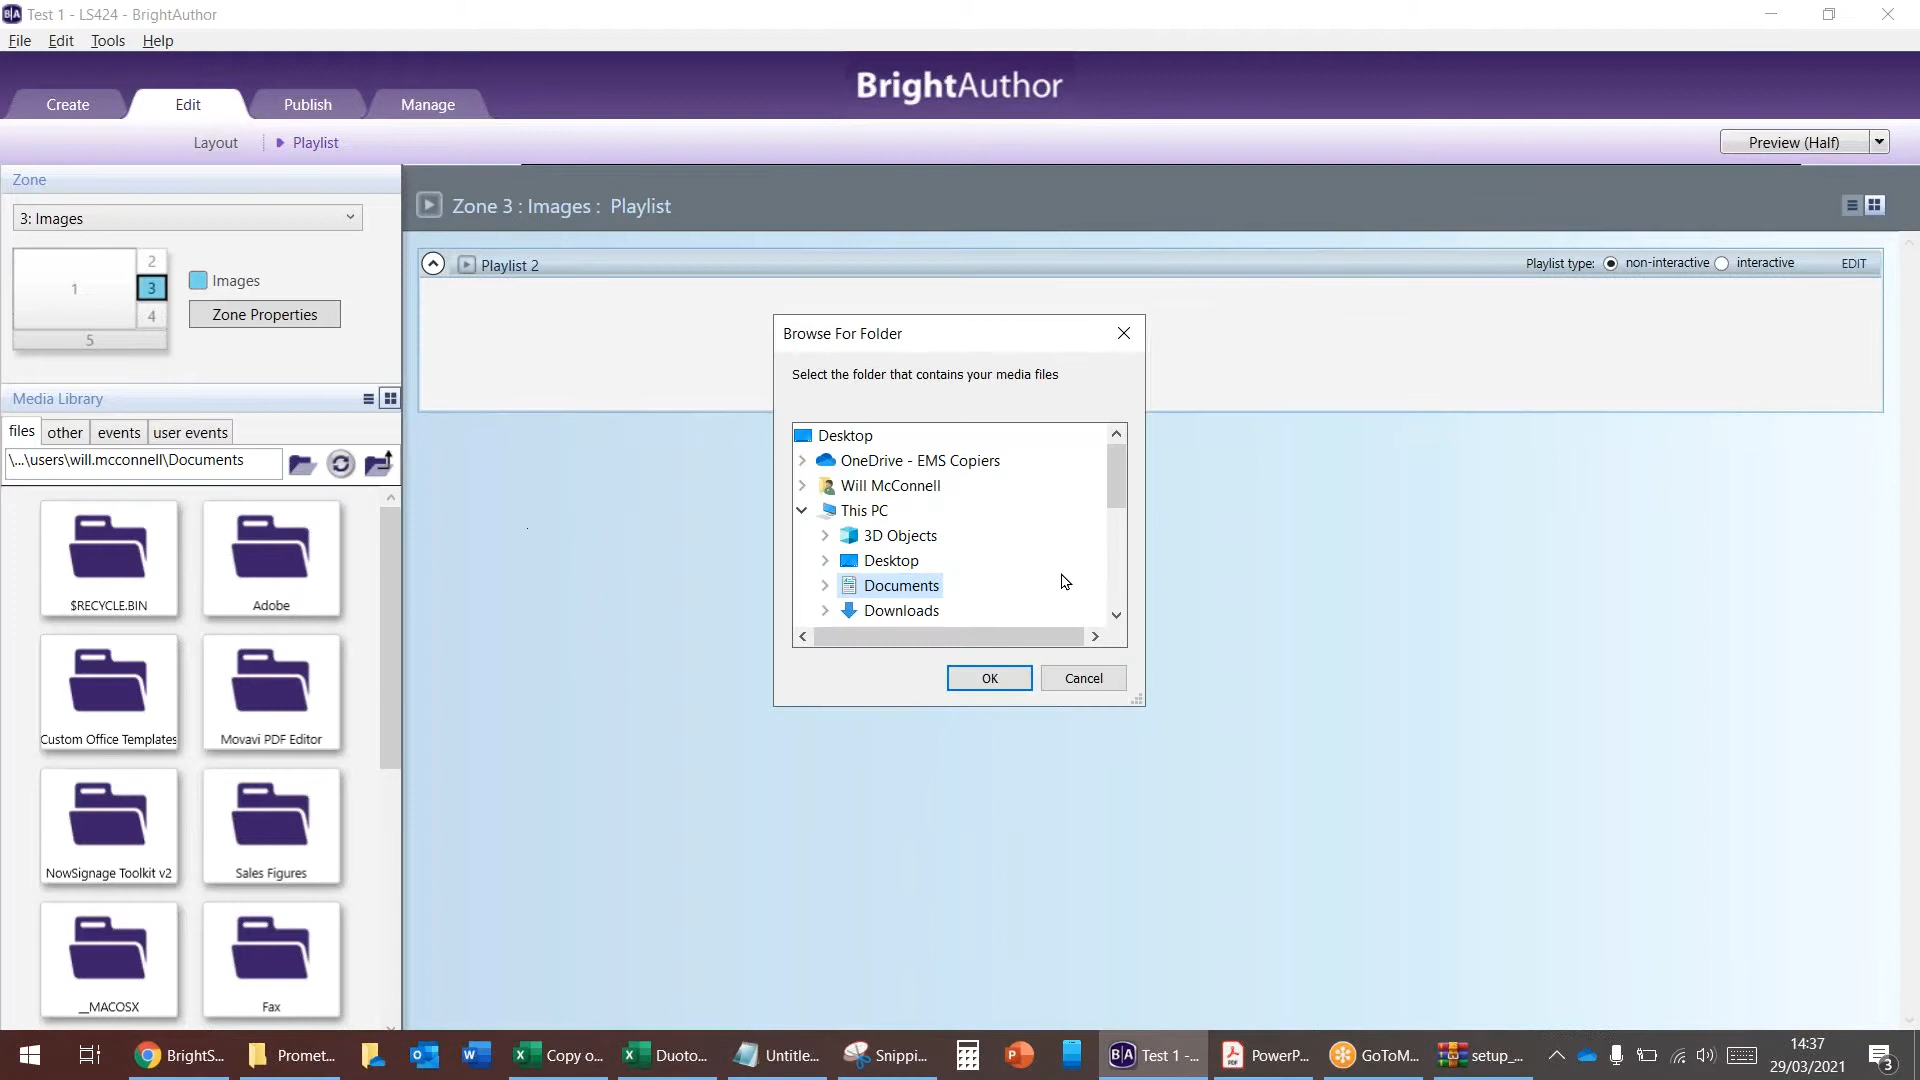 Test 1 - LS424 - BrightAuthor
File Edit Tools Help
BrightAuthor
Create Edit Publish Manage
Layout Playlist
Preview (Half)
Zone
3: Images
1 2 3 4 5
Images
Zone Properties
Zone 3 : Images : Playlist
Playlist 2
Playlist type: non-interactive interactive EDIT
Media Library
files other events user events
\...\users\will.mcconnell\Documents
$RECYCLE.BIN
Adobe
Custom Office Templates
Movavi PDF Editor
NowSignage Toolkit v2
Sales Figures
__MACOSX
Fax
Browse For Folder
Select the folder that contains your media files
Desktop
OneDrive - EMS Copiers
Will McConnell
This PC
3D Objects
Desktop
Documents
Downloads
OK Cancel
BrightS... Promet... Copy o... Duoto... Untitle... Snippi... Test 1 -... PowerP... GoToM... setup_...
14:37
29/03/2021
3